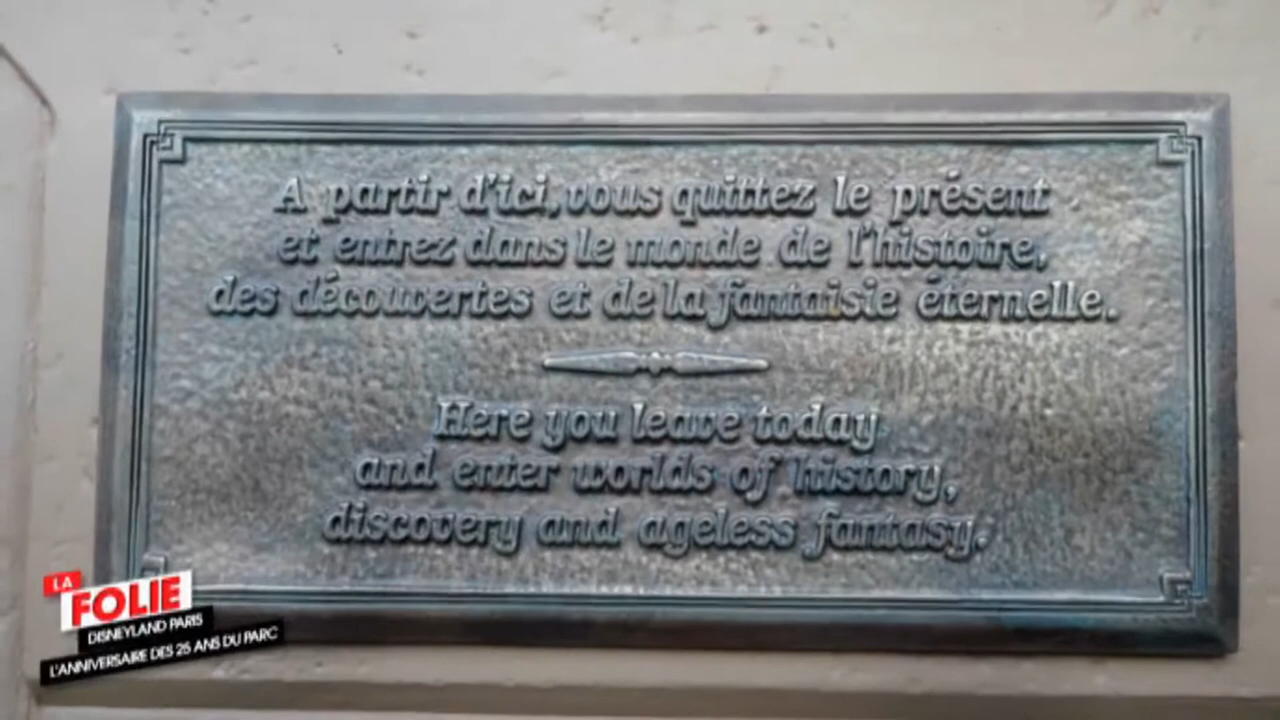 A partir d'ici, vous quittez le présent
et entrez dans le monde de l'histoire,
des découvertes et de la fantaisie éternelle.
Here you leave today
and enter worlds of history,
discovery and ageless fantasy.
LA
FOLIE
DISNEYLAND PARIS
L'ANNIVERSAIRE DES 25 ANS DU PARC